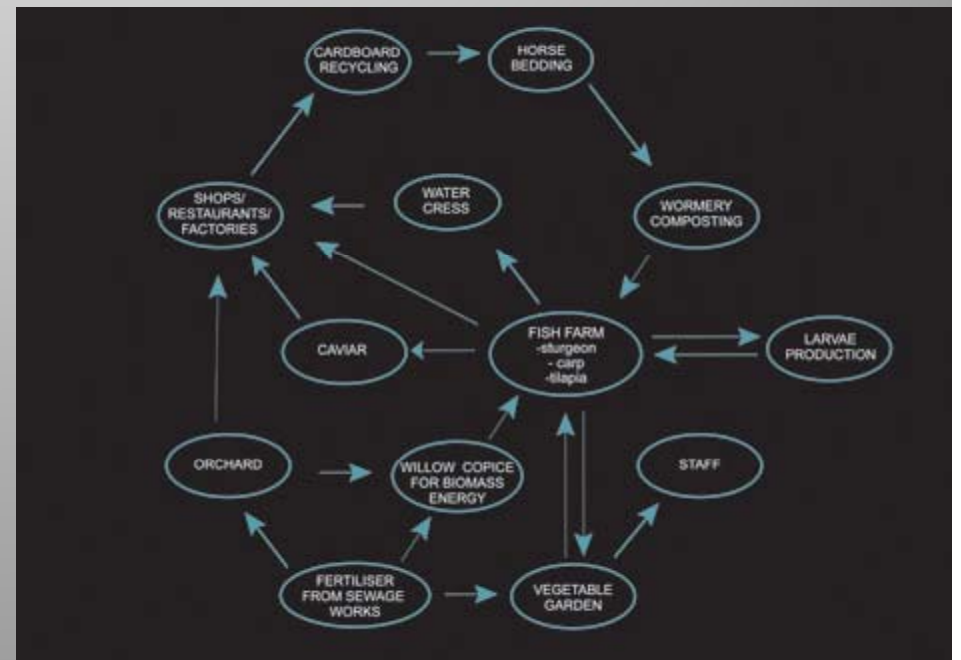 CARDBOARD
RECYCLING
HORSE
BEDDING
SHOPS/
RESTAURANTS/
FACTORIES
WATER
CRESS
WORMERY
COMPOSTING
CAVIAR
FISH FARM
-sturgeon
- carp
-tilapia
LARVAE
PRODUCTION
ORCHARD
WILLOW COPICE
FOR BIOMASS
ENERGY
STAFF
FERTILISER
FROM SEWAGE
WORKS
VEGETABLE
GARDEN